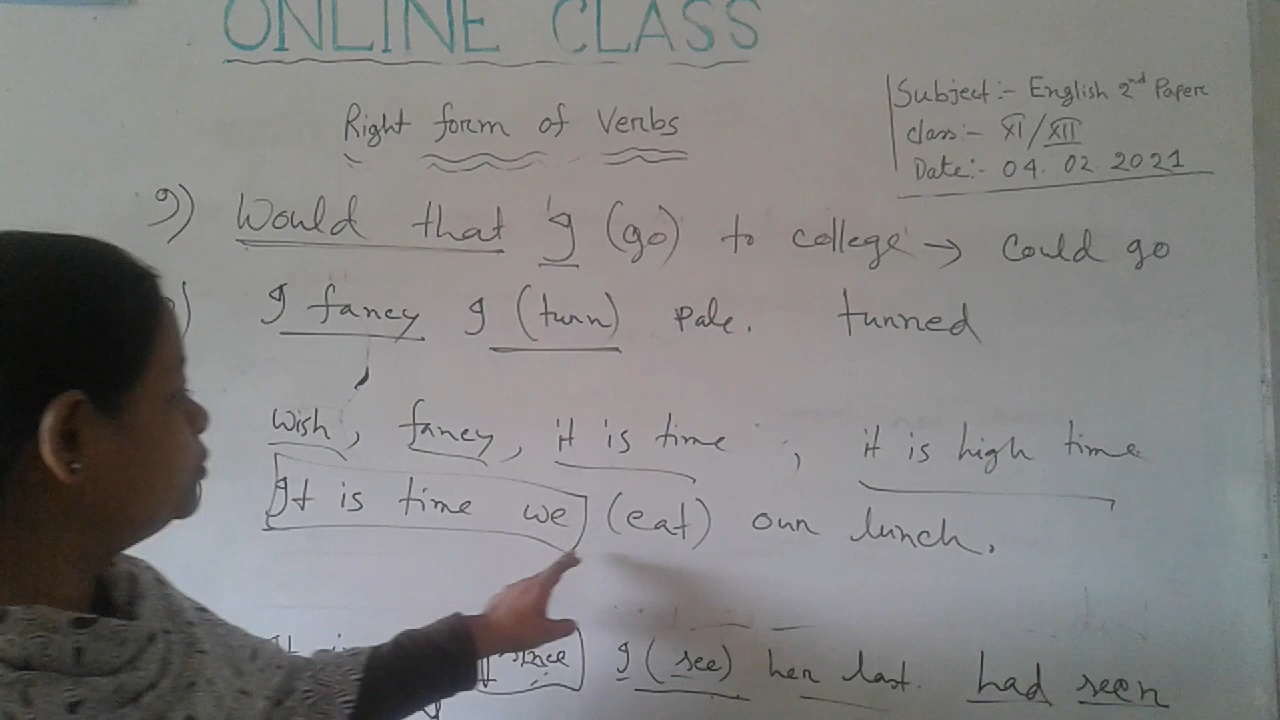 ONLINE CLASS
Subject:- English 2nd Paper
Class:- XI/XII
Date:- 04. 02. 2021
Right form of Verbs
9) Would that I (go) to college → Could go
) I fancy I (turn) pale. turned
Wish, fancy, it is time, it is high time
It is time we (eat) our lunch.
since I (see) her last. had seen